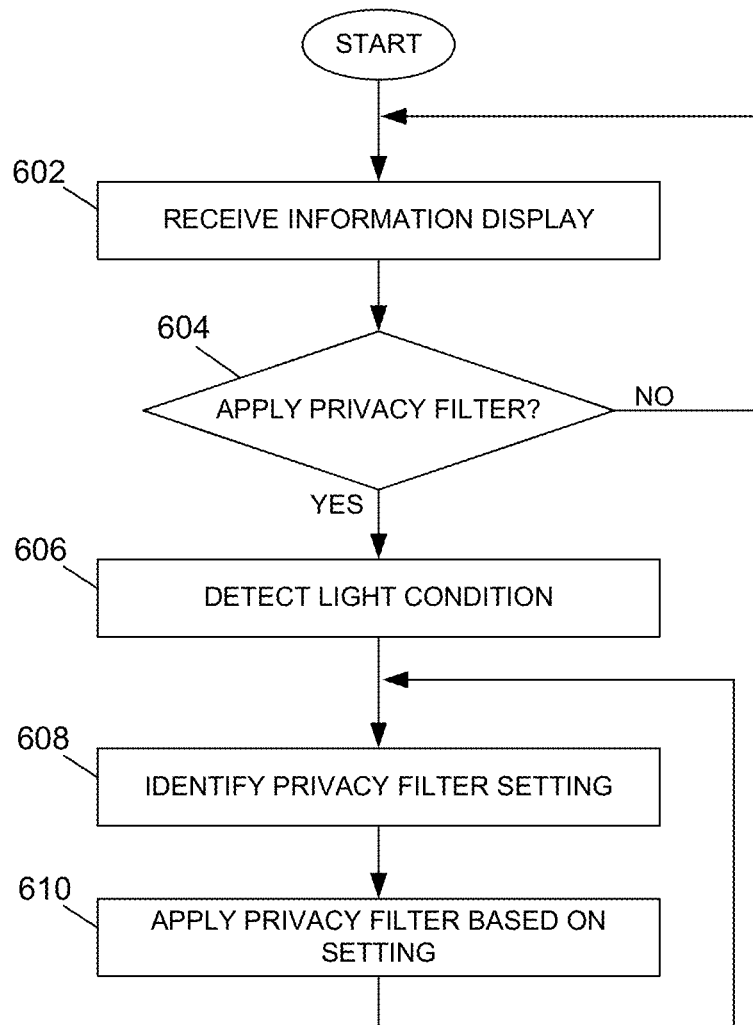 START
602
RECEIVE INFORMATION DISPLAY
604
APPLY PRIVACY FILTER?
NO
YES
606
DETECT LIGHT CONDITION
608
IDENTIFY PRIVACY FILTER SETTING
610
APPLY PRIVACY FILTER BASED ON
SETTING